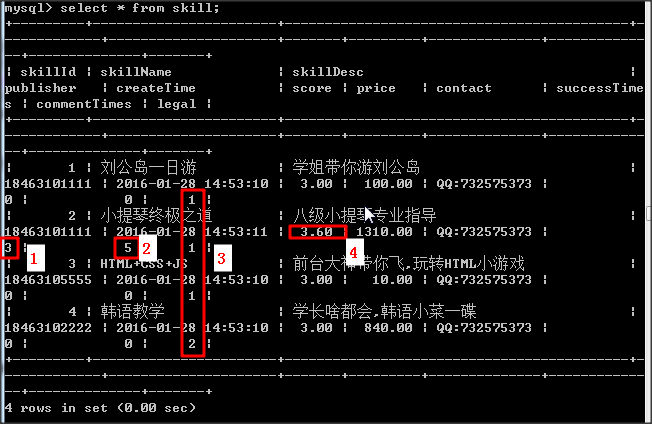 mysql> select * from skill;
+---------+----------------------+------------------------------
----------+---------------------+-------+---------+--------------+------------
--+--------------+-------+
| skillId | skillName | skillDesc
publisher | createTime | score | price | contact | successTime
s | commentTimes | legal |
+---------+----------------------+------------------------------
----------+---------------------+-------+---------+--------------+------------
--+--------------+-------+
| 1 | 刘公岛一日游 | 学姐带你游刘公岛
18463101111 | 2016-01-28 14:53:10 | 3.00 | 100.00 | QQ:732575373 |
0 | 0 | 1 |
| 2 | 小提琴终极之道 | 八级小提琴专业指导
18463101111 | 2016-01-28 14:53:11 | 3.60 | 1310.00 | QQ:732575373 |
3 | 5 | 1 |
1 2 3 4
| 3 | HTML+CSS+JS | 前台大神带你飞,玩转HTML小游戏
18463105555 | 2016-01-28 14:53:10 | 3.00 | 10.00 | QQ:732575373 |
0 | 0 | 1 |
| 4 | 韩语教学 | 学长啥都会,韩语小菜一碟
18463102222 | 2016-01-28 14:53:10 | 3.00 | 840.00 | QQ:732575373 |
0 | 0 | 2 |
+---------+----------------------+------------------------------
----------+---------------------+-------+---------+--------------+------------
--+--------------+-------+
4 rows in set (0.00 sec)